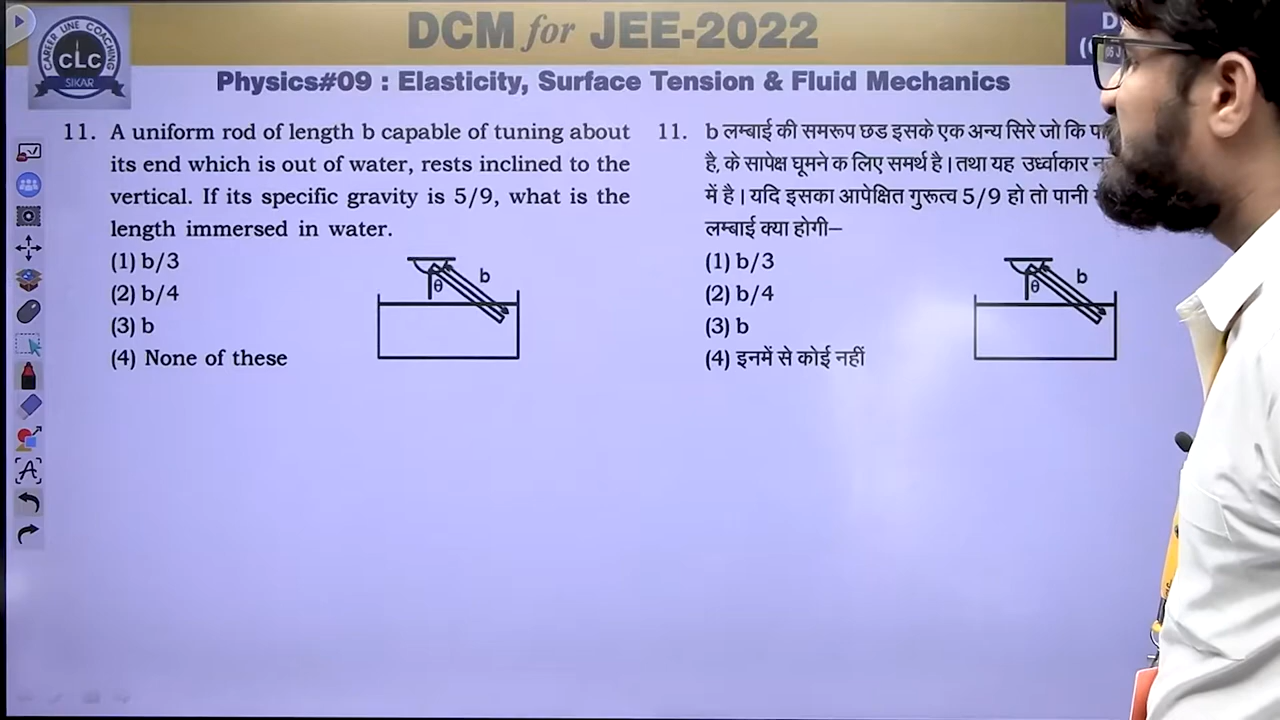 DCM for JEE-2022
CAREER LINE COACHING
CLC
SIKAR
Physics#09 : Elasticity, Surface Tension & Fluid Mechanics
11. A uniform rod of length b capable of tuning about
its end which is out of water, rests inclined to the
vertical. If its specific gravity is 5/9, what is the
length immersed in water.
(1) b/3
(2) b/4
(3) b
(4) None of these
b
θ
11. b लम्बाई की समरूप छड इसके एक अन्य सिरे जो कि
है, के सापेक्ष घूमने क लिए समर्थ है। तथा यह उर्ध्वाकार
में है। यदि इसका आपेक्षित गुरूत्व 5/9 हो तो पानी
लम्बाई क्या होगी–
(1) b/3
(2) b/4
(3) b
(4) इनमें से कोई नहीं
b
θ